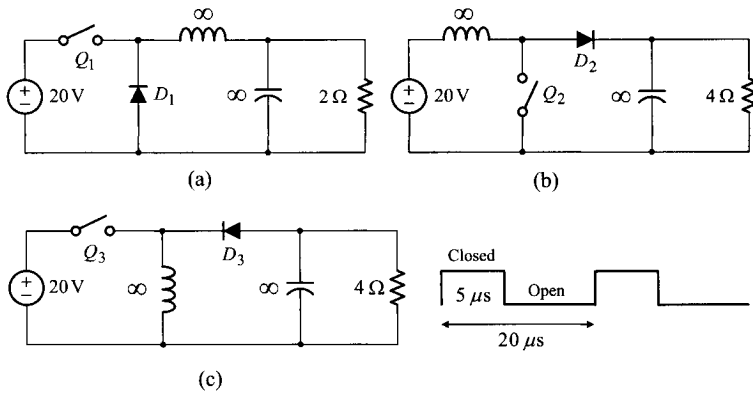 ∞
Q1
20 V
D1
∞
2 Ω
(a)
∞
D2
20 V
Q2
∞
4 Ω
(b)
Q3
D3
20 V
∞
∞
4 Ω
(c)
Closed
5 μs
Open
20 μs